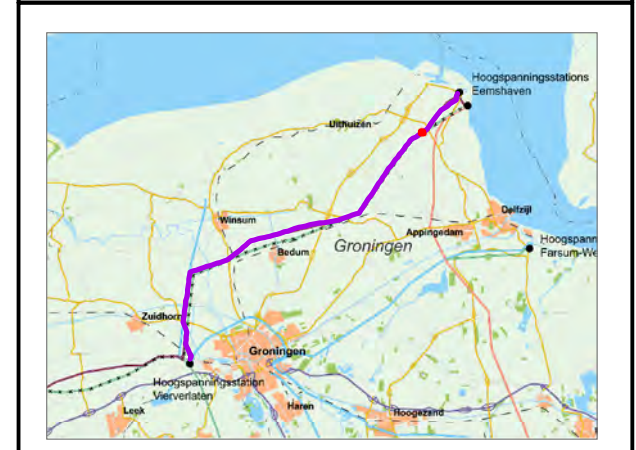 Hoogspanningsstations
Eemshaven
Uithuizen
Delfzijl
Winsum
Appingedam
Groningen
Hoogspann
Farsum-We
Bedum
Zuidhorn
Groningen
Hoogspanningsstation
Vierverlaten
Leek
Haren
Hoogezand